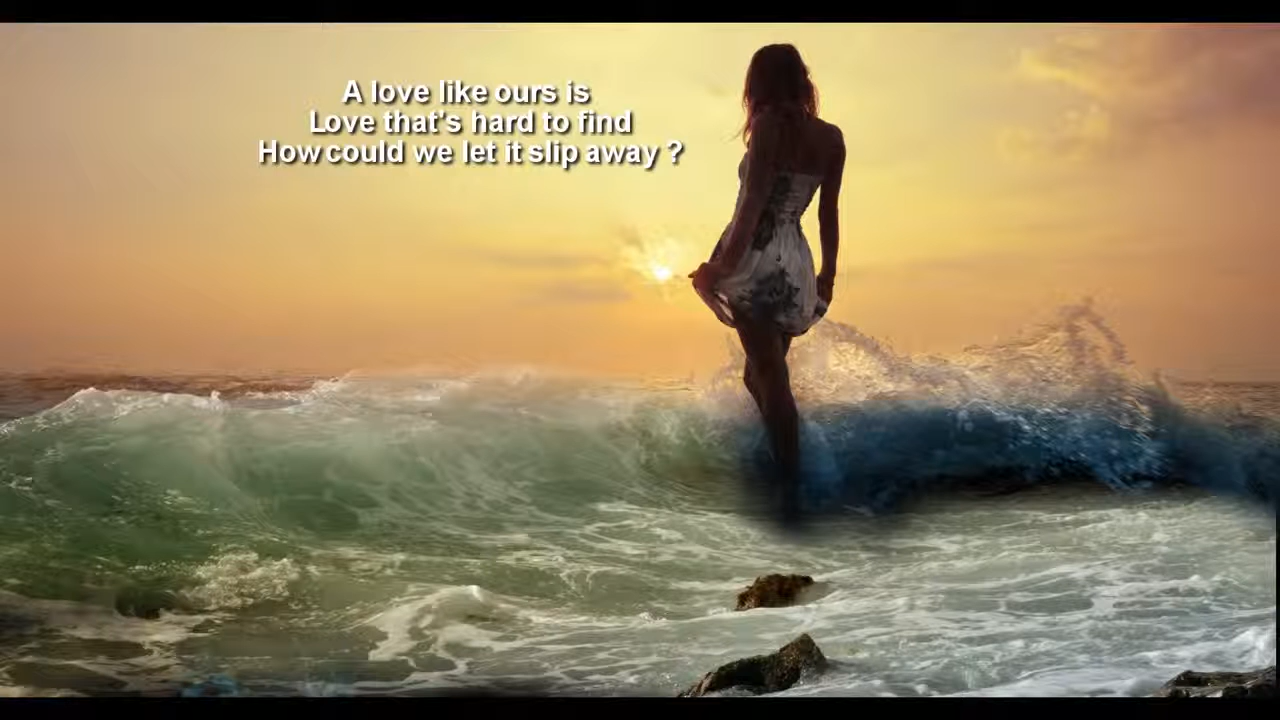 A love like ours is
Love that's hard to find
How could we let it slip away ?